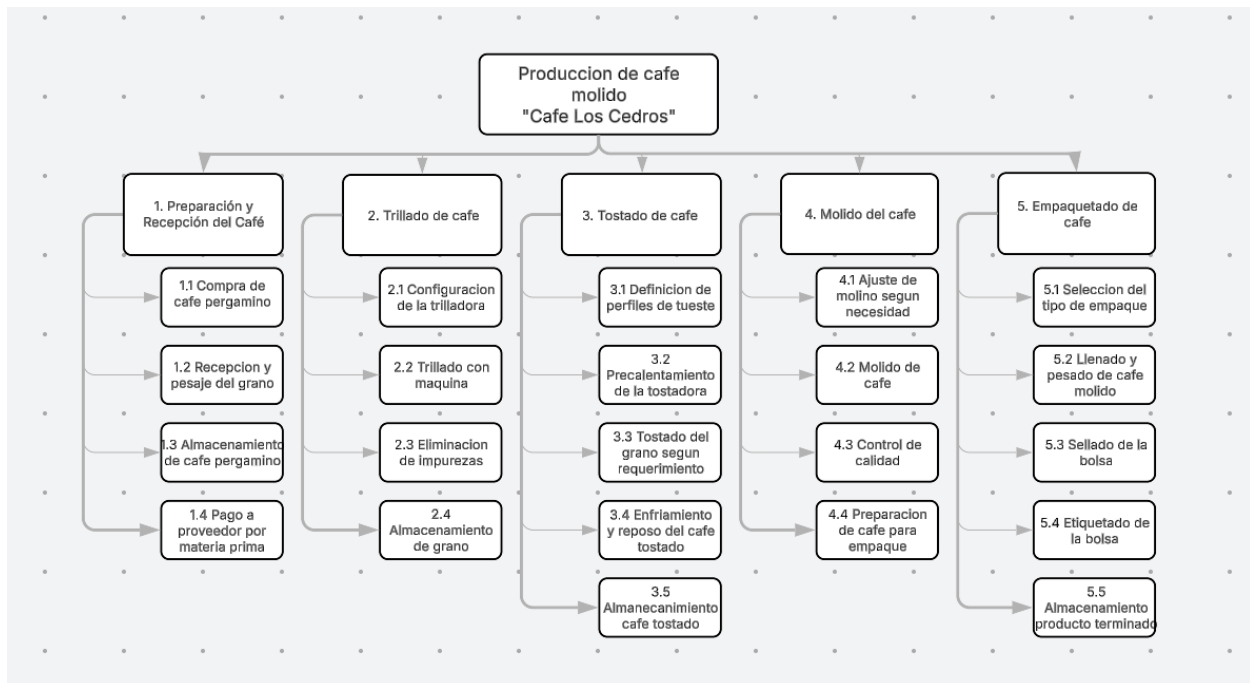 Produccion de cafe
molido
"Cafe Los Cedros"
1. Preparación y
Recepción del Café
1.1 Compra de
cafe pergamino
1.2 Recepcion y
pesaje del grano
1.3 Almacenamiento
de cafe pergamino
1.4 Pago a
proveedor por
materia prima
2. Trillado de cafe
2.1 Configuracion
de la trilladora
2.2 Trillado con
maquina
2.3 Eliminacion
de impurezas
2.4
Almacenamiento
de grano
3. Tostado de cafe
3.1 Definicion de
perfiles de tueste
3.2
Precalentamiento
de la tostadora
3.3 Tostado del
grano segun
requerimiento
3.4 Enfriamiento
y reposo del cafe
tostado
3.5
Almanecanimiento
cafe tostado
4. Molido del cafe
4.1 Ajuste de
molino segun
necesidad
4.2 Molido de
cafe
4.3 Control de
calidad
4.4 Preparacion
de cafe para
empaque
5. Empaquetado de
cafe
5.1 Seleccion del
tipo de empaque
5.2 Llenado y
pesado de cafe
molido
5.3 Sellado de la
bolsa
5.4 Etiquetado de
la bolsa
5.5
Almacenamiento
producto terminado